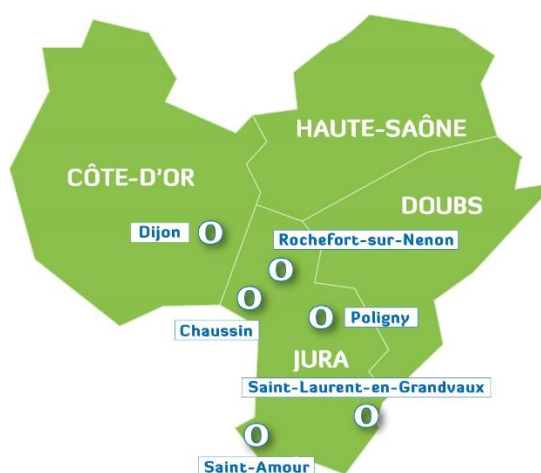 HAUTE-SAÔNE
CÔTE-D'OR
DOUBS
Dijon
O
Rochefort-sur-Nenon
O
O
Chaussin
O
Poligny
JURA
Saint-Laurent-en-Grandvaux
O
O
Saint-Amour